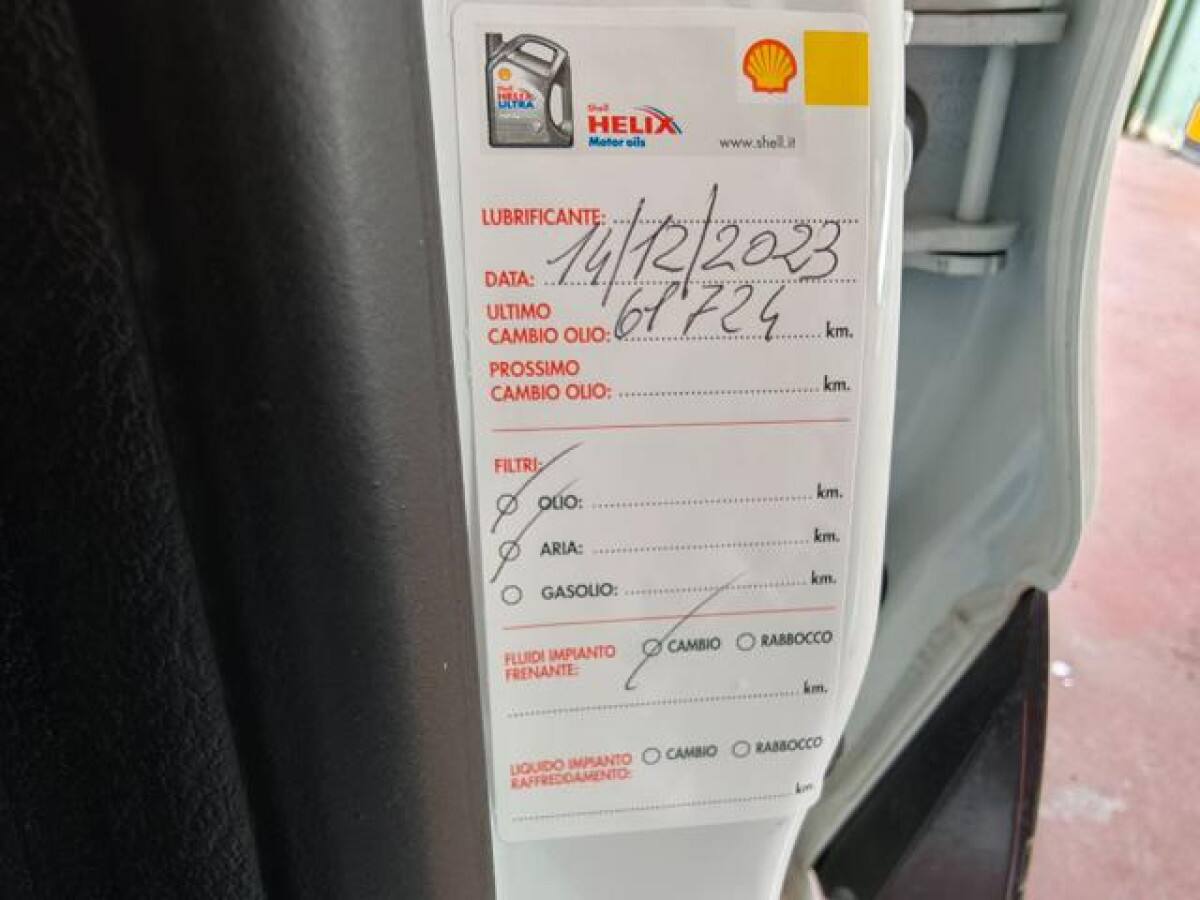 Shell
HELIX
ULTRA
Shell
HELIX
Motor oils
www.shell.it
LUBRIFICANTE:
DATA: 14/12/2023
ULTIMO
CAMBIO OLIO: 61724 km.
PROSSIMO
CAMBIO OLIO: km.
FILTRI:
OLIO: km.
ARIA: km.
GASOLIO: km.
FLUIDI IMPIANTO CAMBIO RABBOCCO
FRENANTE:
km.
LIQUIDO IMPIANTO CAMBIO RABBOCCO
RAFFREDDAMENTO:
km.